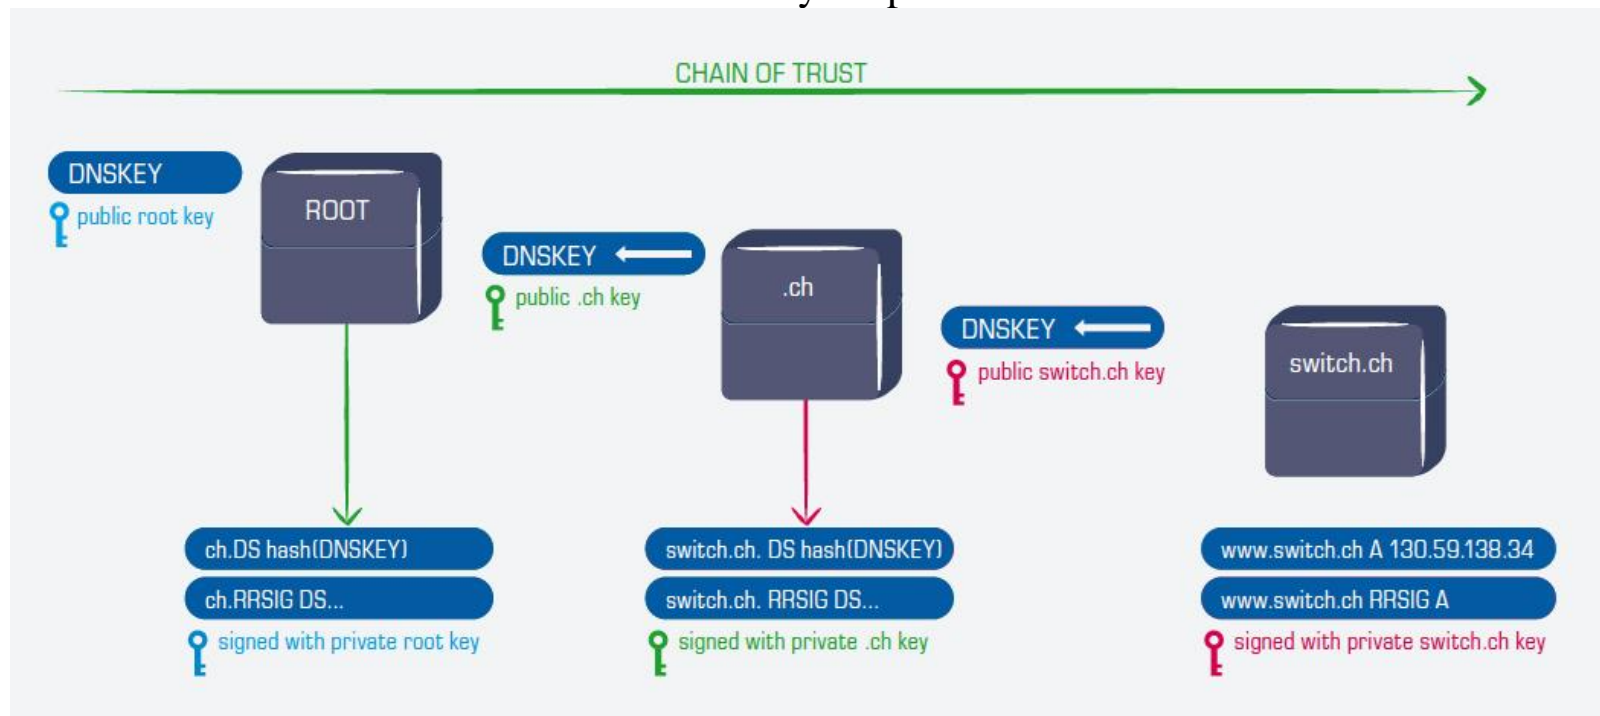 CHAIN OF TRUST
DNSKEY
public root key
ROOT
DNSKEY
public .ch key
.ch
DNSKEY
public switch.ch key
switch.ch
ch.DS hash(DNSKEY)
ch.RRSIG DS...
signed with private root key
switch.ch. DS hash(DNSKEY)
switch.ch. RRSIG DS...
signed with private .ch key
www.switch.ch A 130.59.138.34
www.switch.ch RRSIG A
signed with private switch.ch key